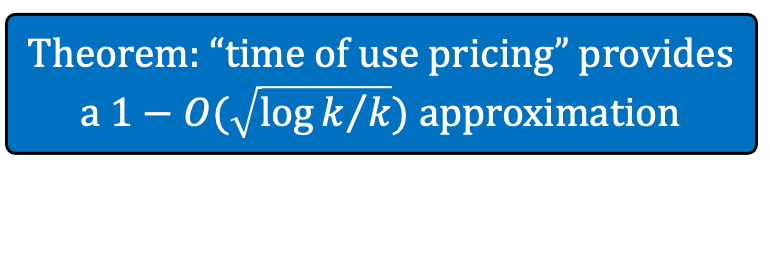 Theorem: “time of use pricing” provides
a 1 − O(√log k/k) approximation